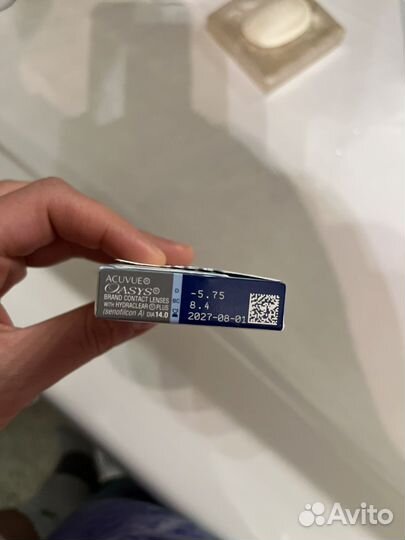 ACUVUE®
OASYS®
BRAND CONTACT LENSES
WITH HYDRACLEAR® PLUS
(senofilcon A) DIA 14.0
D -5.75
BC 8.4
2027-08-01
Avito